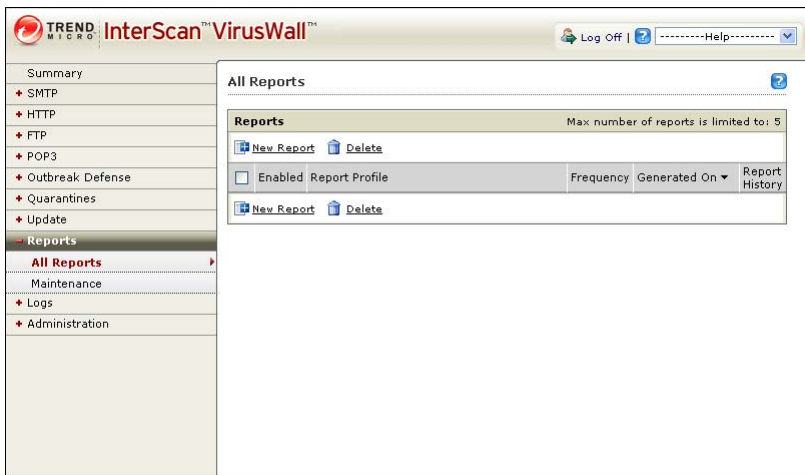 TREND MICRO InterScan™ VirusWall™
Log Off | ? ---------Help---------
Summary
+ SMTP
+ HTTP
+ FTP
+ POP3
+ Outbreak Defense
+ Quarantines
+ Update
− Reports
All Reports
Maintenance
+ Logs
+ Administration
All Reports ?
Reports Max number of reports is limited to: 5
New Report Delete
Enabled Report Profile Frequency Generated On ▼ Report History
New Report Delete